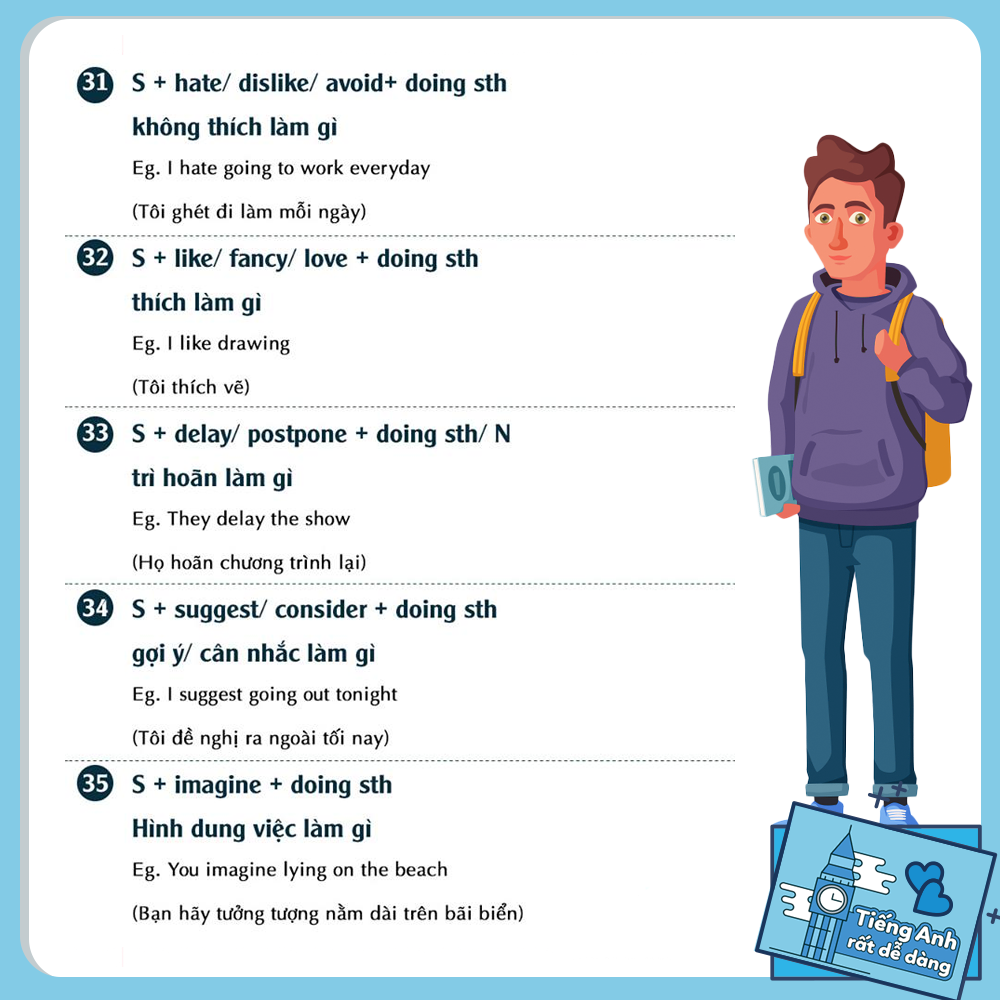 31 S + hate/ dislike/ avoid+ doing sth
không thích làm gì
Eg. I hate going to work everyday
(Tôi ghét đi làm mỗi ngày)
32 S + like/ fancy/ love + doing sth
thích làm gì
Eg. I like drawing
(Tôi thích vẽ)
33 S + delay/ postpone + doing sth/ N
trì hoãn làm gì
Eg. They delay the show
(Họ hoãn chương trình lại)
34 S + suggest/ consider + doing sth
gợi ý/ cân nhắc làm gì
Eg. I suggest going out tonight
(Tôi đề nghị ra ngoài tối nay)
35 S + imagine + doing sth
Hình dung việc làm gì
Eg. You imagine lying on the beach
(Bạn hãy tưởng tượng nằm dài trên bãi biển)
Tiếng Anh
rất dễ dàng